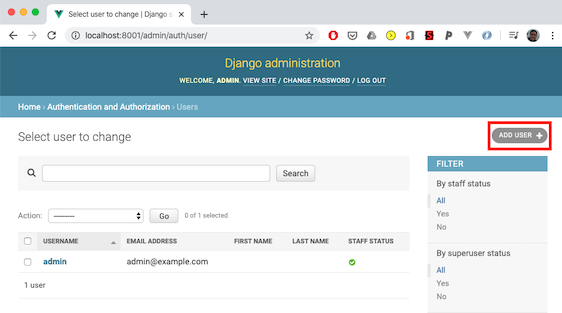 Select user to change | Django s
localhost:8001/admin/auth/user/
Django administration
WELCOME, ADMIN. VIEW SITE / CHANGE PASSWORD / LOG OUT
Home › Authentication and Authorization › Users
Select user to change
ADD USER
Search
Action: ---------
Go
0 of 1 selected
USERNAME EMAIL ADDRESS FIRST NAME LAST NAME STAFF STATUS
admin admin@example.com
1 user
FILTER
By staff status
All
Yes
No
By superuser status
All
Yes
No